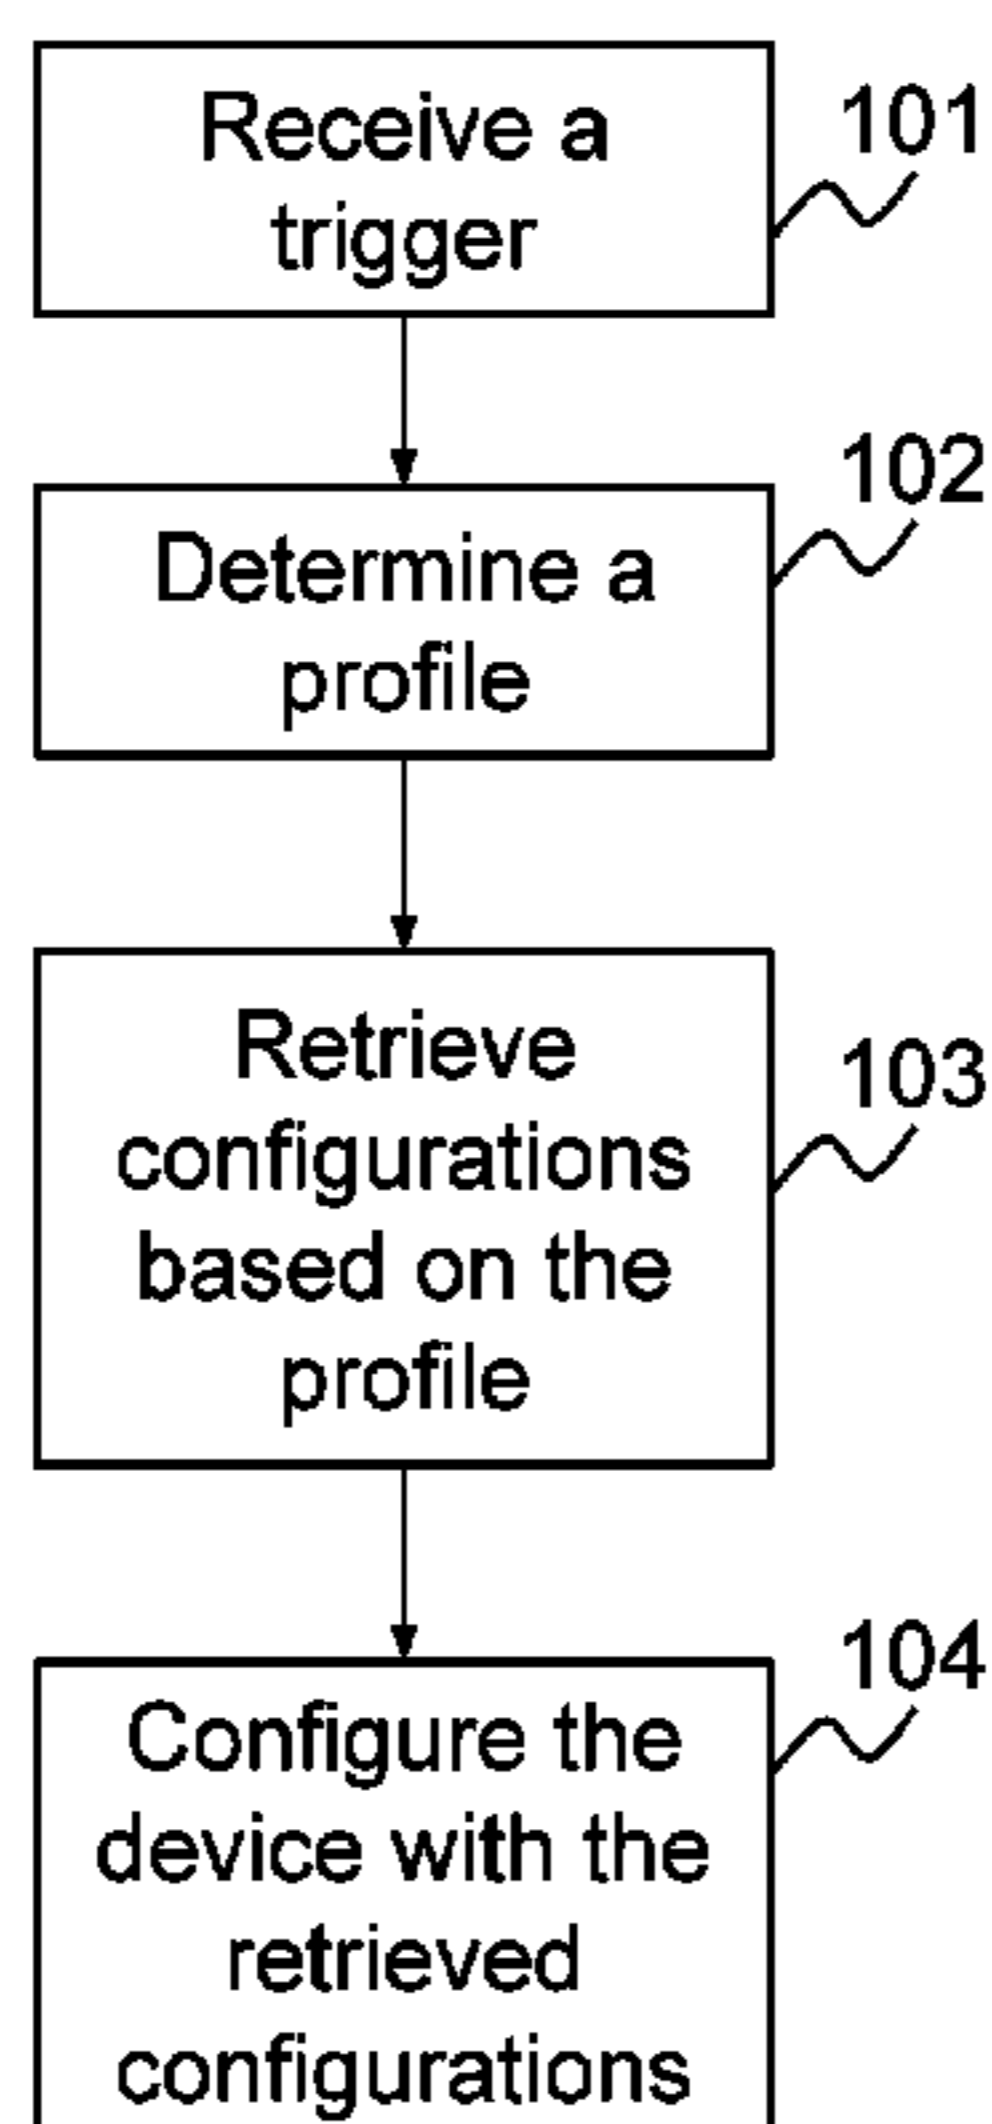 Receive a
trigger
101
Determine a
profile
102
Retrieve
configurations
based on the
profile
103
Configure the
device with the
retrieved
configurations
104